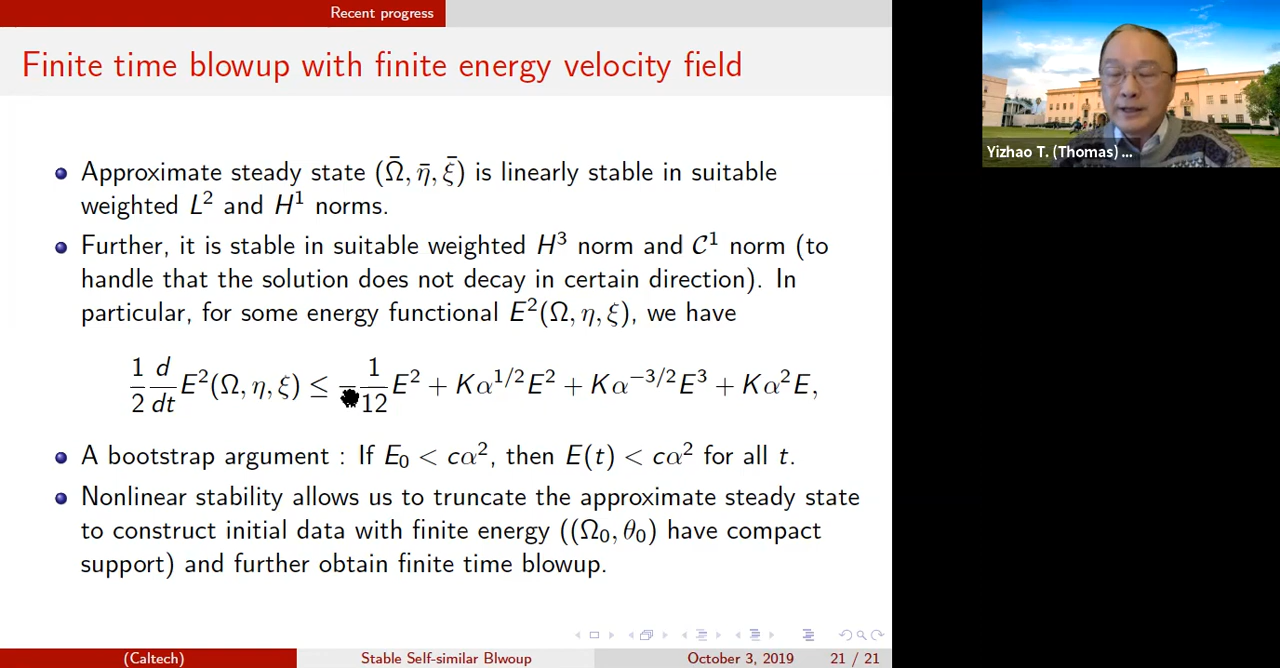 Recent progress
Finite time blowup with finite energy velocity field
Approximate steady state (Ω̄, η̄, ξ̄) is linearly stable in suitable
weighted L² and H¹ norms.
Further, it is stable in suitable weighted H³ norm and C¹ norm (to
handle that the solution does not decay in certain direction). In
particular, for some energy functional E²(Ω, η, ξ), we have
1/2 d/dt E²(Ω, η, ξ) ≤ −1/12 E² + Kα^{1/2}E² + Kα^{−3/2}E³ + Kα²E,
A bootstrap argument : If E₀ < cα², then E(t) < cα² for all t.
Nonlinear stability allows us to truncate the approximate steady state
to construct initial data with finite energy ((Ω₀, θ₀) have compact
support) and further obtain finite time blowup.
(Caltech) Stable Self-similar Blwoup October 3, 2019 21 / 21
Yizhao T. (Thomas) ...